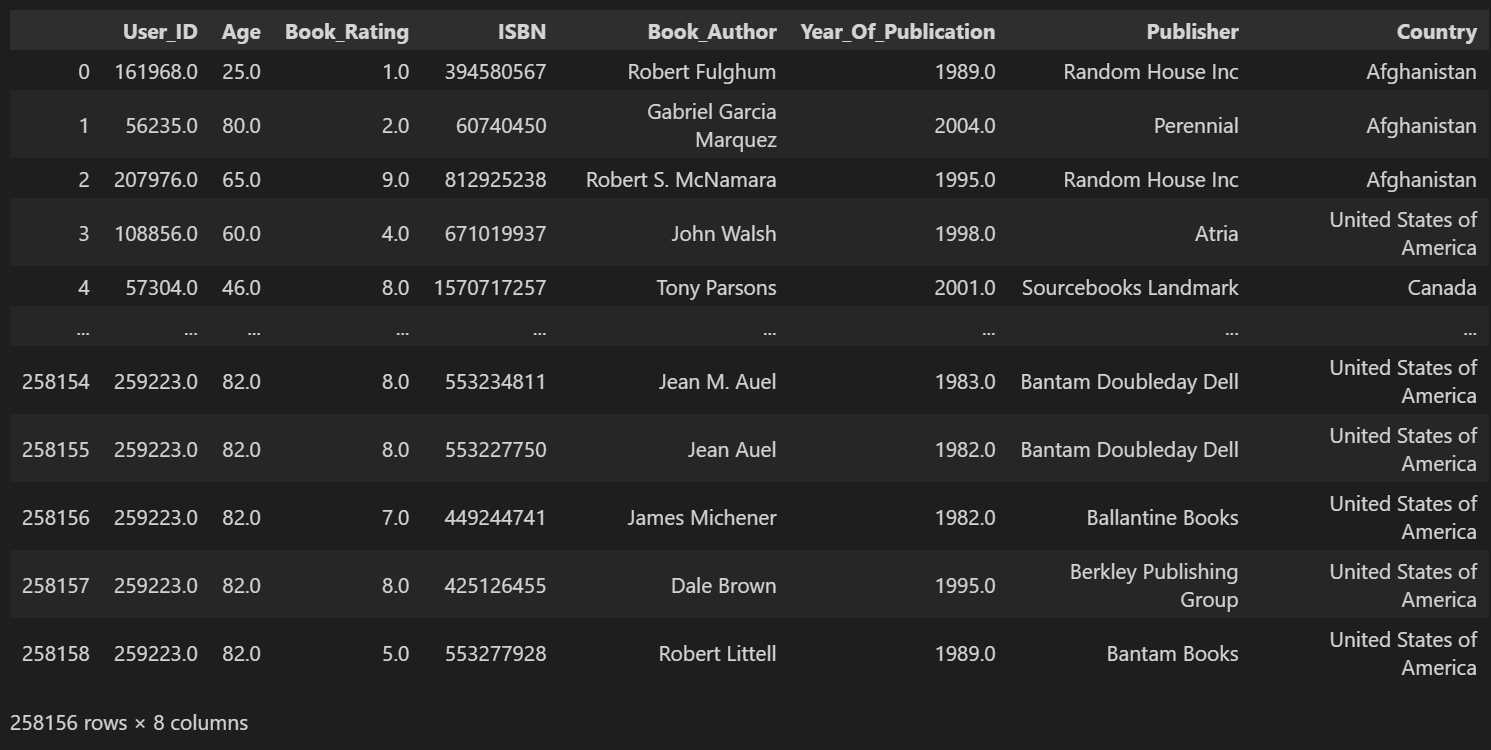 User_ID Age Book_Rating ISBN Book_Author Year_Of_Publication Publisher Country
0 161968.0 25.0 1.0 394580567 Robert Fulghum 1989.0 Random House Inc Afghanistan
1 56235.0 80.0 2.0 60740450 Gabriel Garcia Marquez 2004.0 Perennial Afghanistan
2 207976.0 65.0 9.0 812925238 Robert S. McNamara 1995.0 Random House Inc Afghanistan
3 108856.0 60.0 4.0 671019937 John Walsh 1998.0 Atria United States of America
4 57304.0 46.0 8.0 1570717257 Tony Parsons 2001.0 Sourcebooks Landmark Canada
... ... ... ... ... ... ... ... ...
258154 259223.0 82.0 8.0 553234811 Jean M. Auel 1983.0 Bantam Doubleday Dell United States of America
258155 259223.0 82.0 8.0 553227750 Jean Auel 1982.0 Bantam Doubleday Dell United States of America
258156 259223.0 82.0 7.0 449244741 James Michener 1982.0 Ballantine Books United States of America
258157 259223.0 82.0 8.0 425126455 Dale Brown 1995.0 Berkley Publishing Group United States of America
258158 259223.0 82.0 5.0 553277928 Robert Littell 1989.0 Bantam Books United States of America
258156 rows × 8 columns